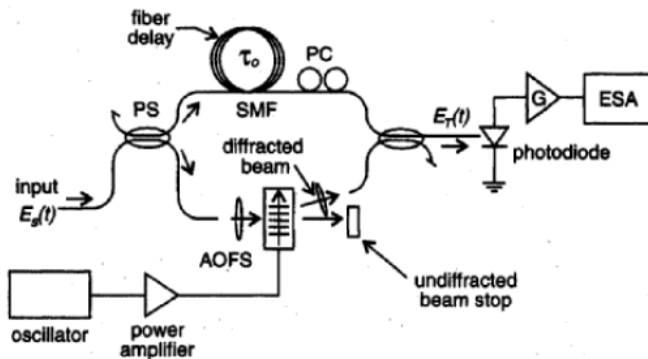 fiber
delay
τo
PC
PS
SMF
ET(t)
G
ESA
diffracted
beam
photodiode
input
Es(t)
AOFS
undiffracted
beam stop
oscillator
power
amplifier